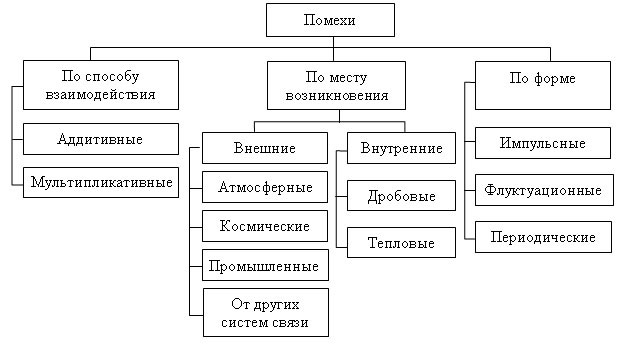 Помехи
По способу
взаимодействия
Аддитивные
Мультипликативные
По месту
возникновения
Внешние
Атмосферные
Космические
Промышленные
От других
систем связи
Внутренние
Дробовые
Тепловые
По форме
Импульсные
Флуктуационные
Периодические